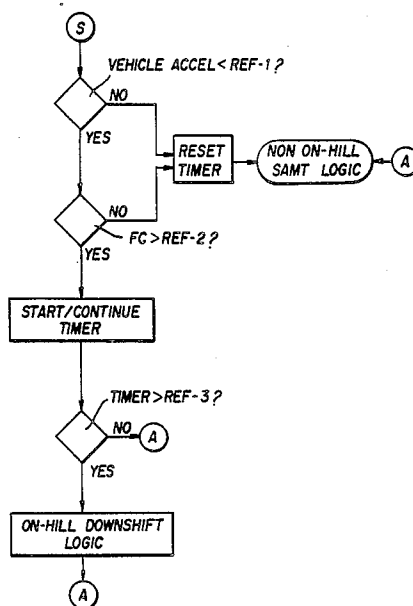 S
VEHICLE ACCEL<REF-1?
NO
YES
RESET
TIMER
NON ON-HILL
SAMT LOGIC
A
NO
FC>REF-2?
YES
START/CONTINUE
TIMER
TIMER>REF-3?
NO
A
YES
ON-HILL DOWNSHIFT
LOGIC
A